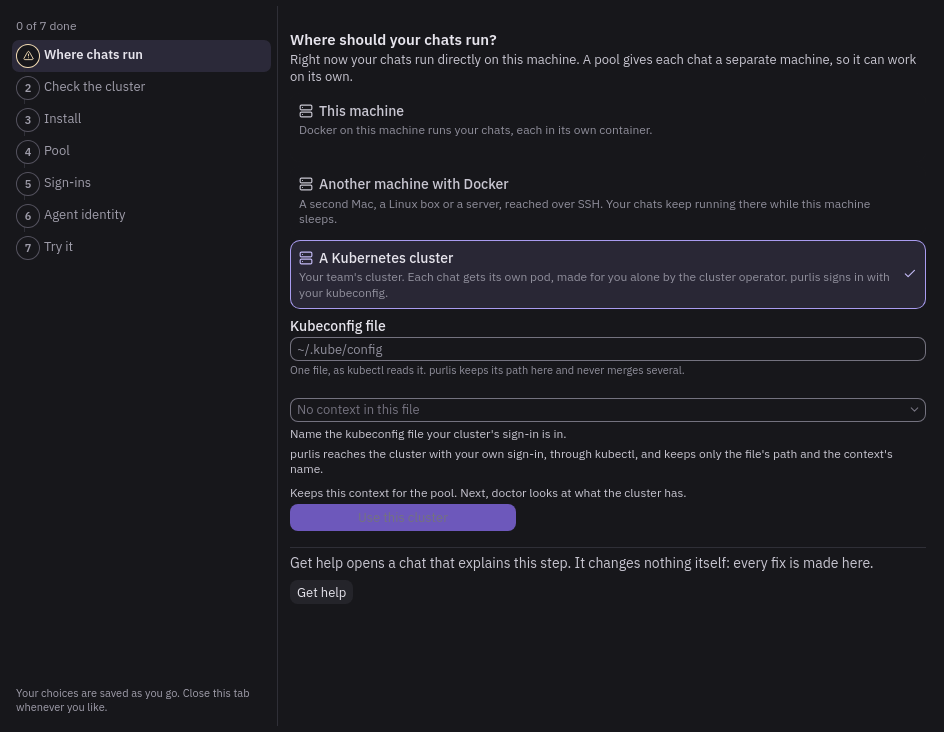 0 of 7 done
Where chats run
2 Check the cluster
3 Install
4 Pool
5 Sign-ins
6 Agent identity
7 Try it
Your choices are saved as you go. Close this tab
whenever you like.
Where should your chats run?
Right now your chats run directly on this machine. A pool gives each chat a separate machine, so it can work
on its own.
This machine
Docker on this machine runs your chats, each in its own container.
Another machine with Docker
A second Mac, a Linux box or a server, reached over SSH. Your chats keep running there while this machine
sleeps.
A Kubernetes cluster
Your team's cluster. Each chat gets its own pod, made for you alone by the cluster operator. purlis signs in with
your kubeconfig.
Kubeconfig file
~/.kube/config
One file, as kubectl reads it. purlis keeps its path here and never merges several.
No context in this file
Name the kubeconfig file your cluster's sign-in is in.
purlis reaches the cluster with your own sign-in, through kubectl, and keeps only the file's path and the context's
name.
Keeps this context for the pool. Next, doctor looks at what the cluster has.
Use this cluster
Get help opens a chat that explains this step. It changes nothing itself: every fix is made here.
Get help